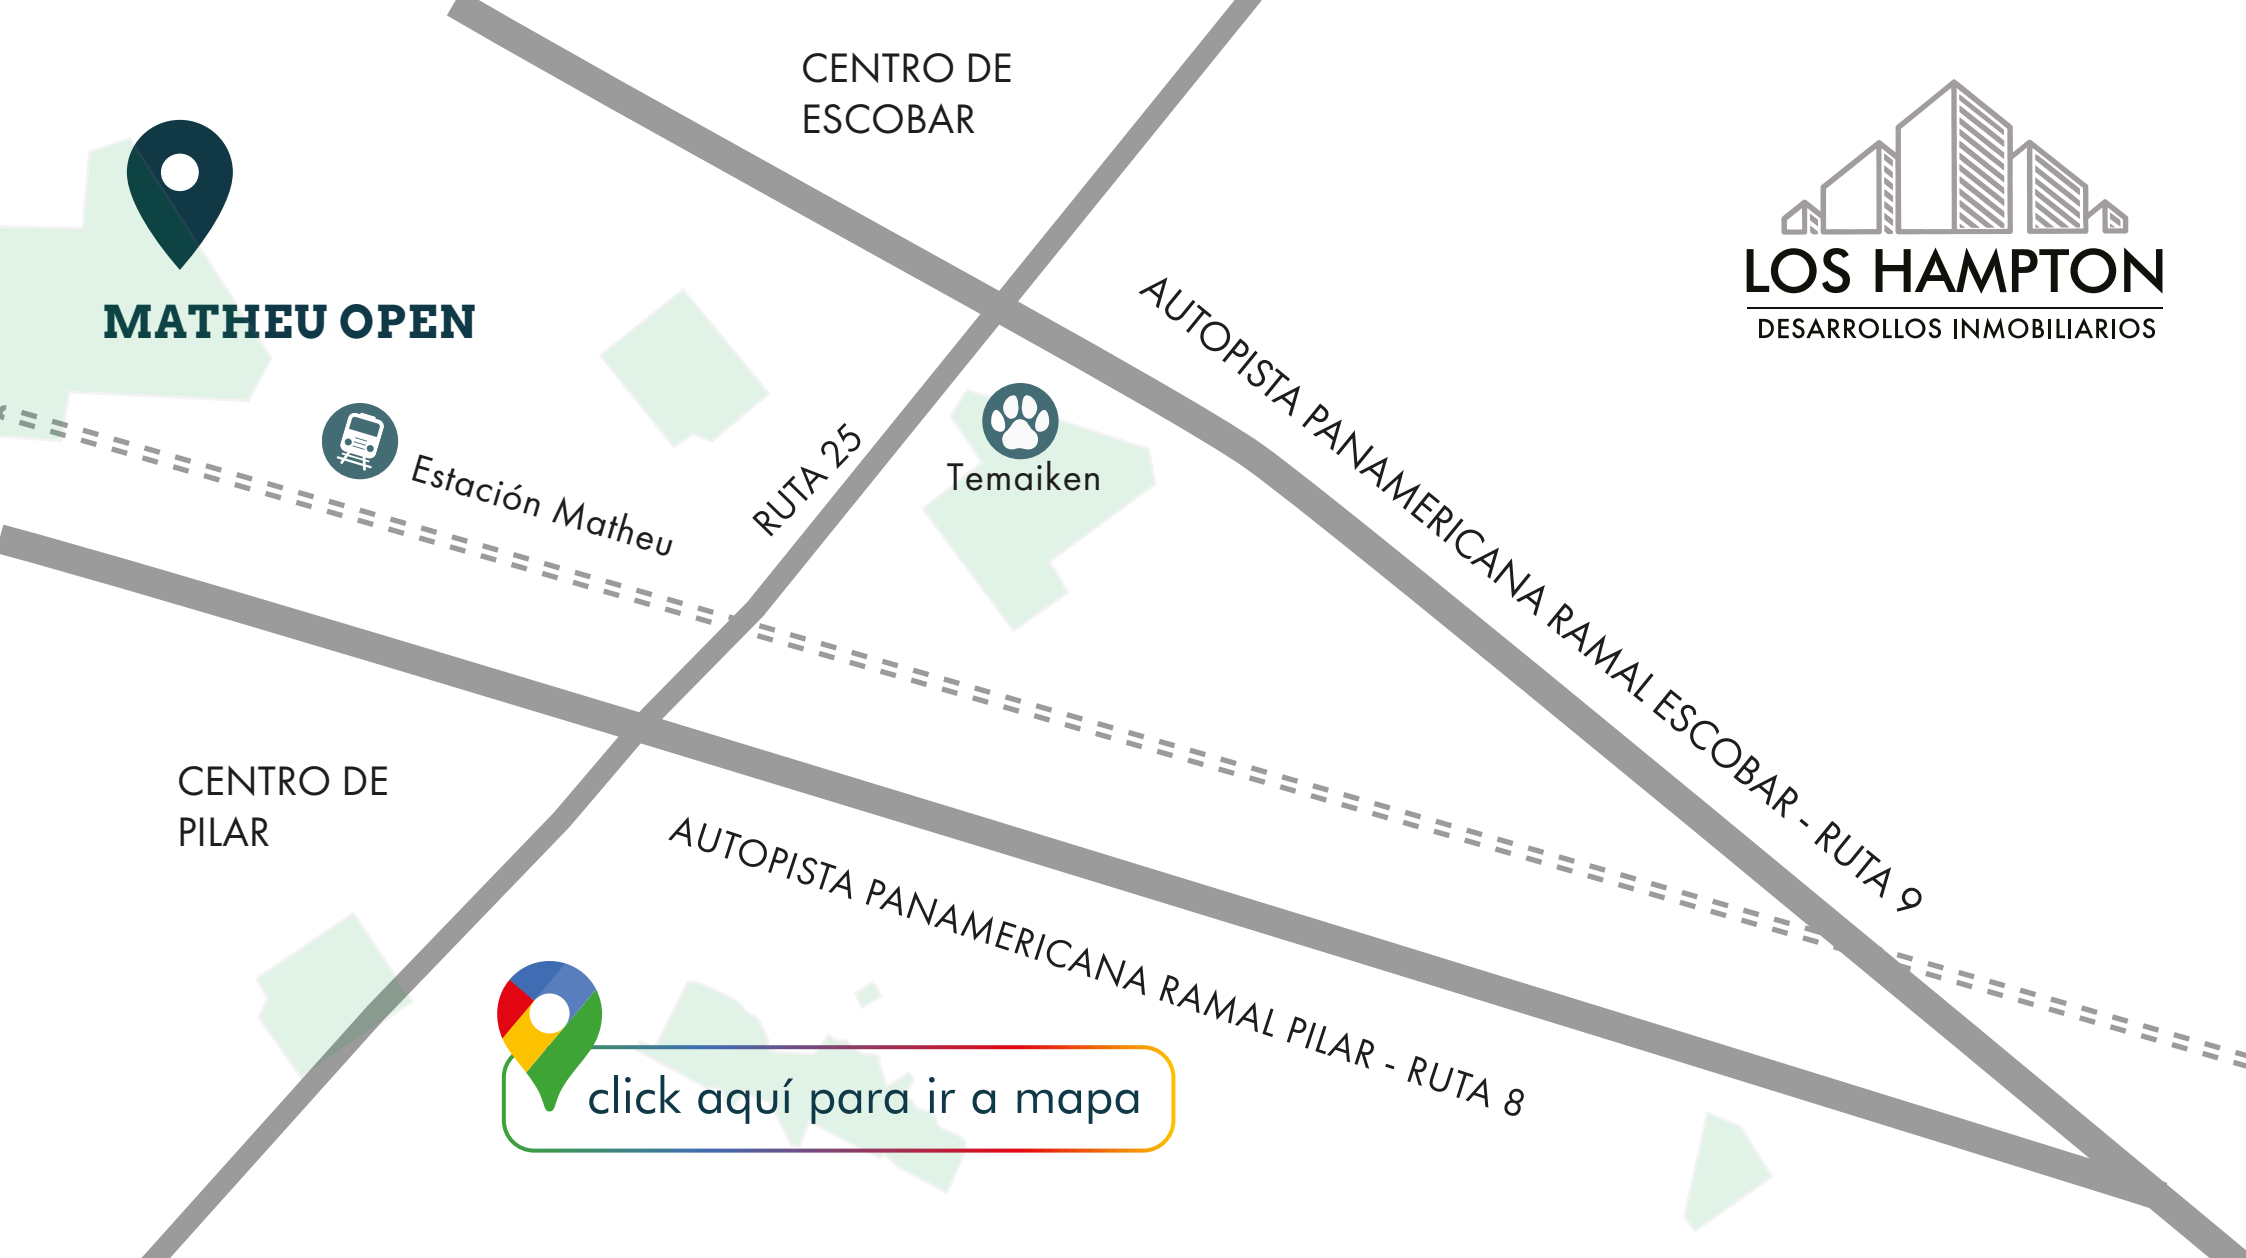 CENTRO DE
ESCOBAR
LOS HAMPTON
DESARROLLOS INMOBILIARIOS
MATHEU OPEN
AUTOPISTA PANAMERICANA RAMAL ESCOBAR - RUTA 9
Estación Matheu
RUTA 25
Temaiken
CENTRO DE
PILAR
AUTOPISTA PANAMERICANA RAMAL PILAR - RUTA 8
click aquí para ir a mapa